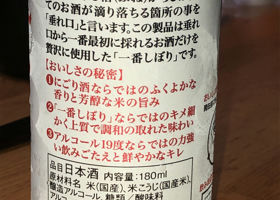 てのお酒が滴り落ちる箇所の事を
「垂れ口」と言います。この製品は垂れ
口から一番最初に採れるお酒だけを
贅沢に使用した「一番しぼり」です。
【おいしさの秘密】
①にごり酒ならではのふくよかな
香りと芳醇な米の旨み
②「一番しぼり」ならではのキメ細
かく上質で調和の取れた味わい
③アルコール19度ならではの力強
い飲みごたえと鮮やかなキレ
品目 日本酒 内容量:180ml
原材料名 米(国産)、米こうじ(国産米)、
醸造アルコール、糖類/酸味料